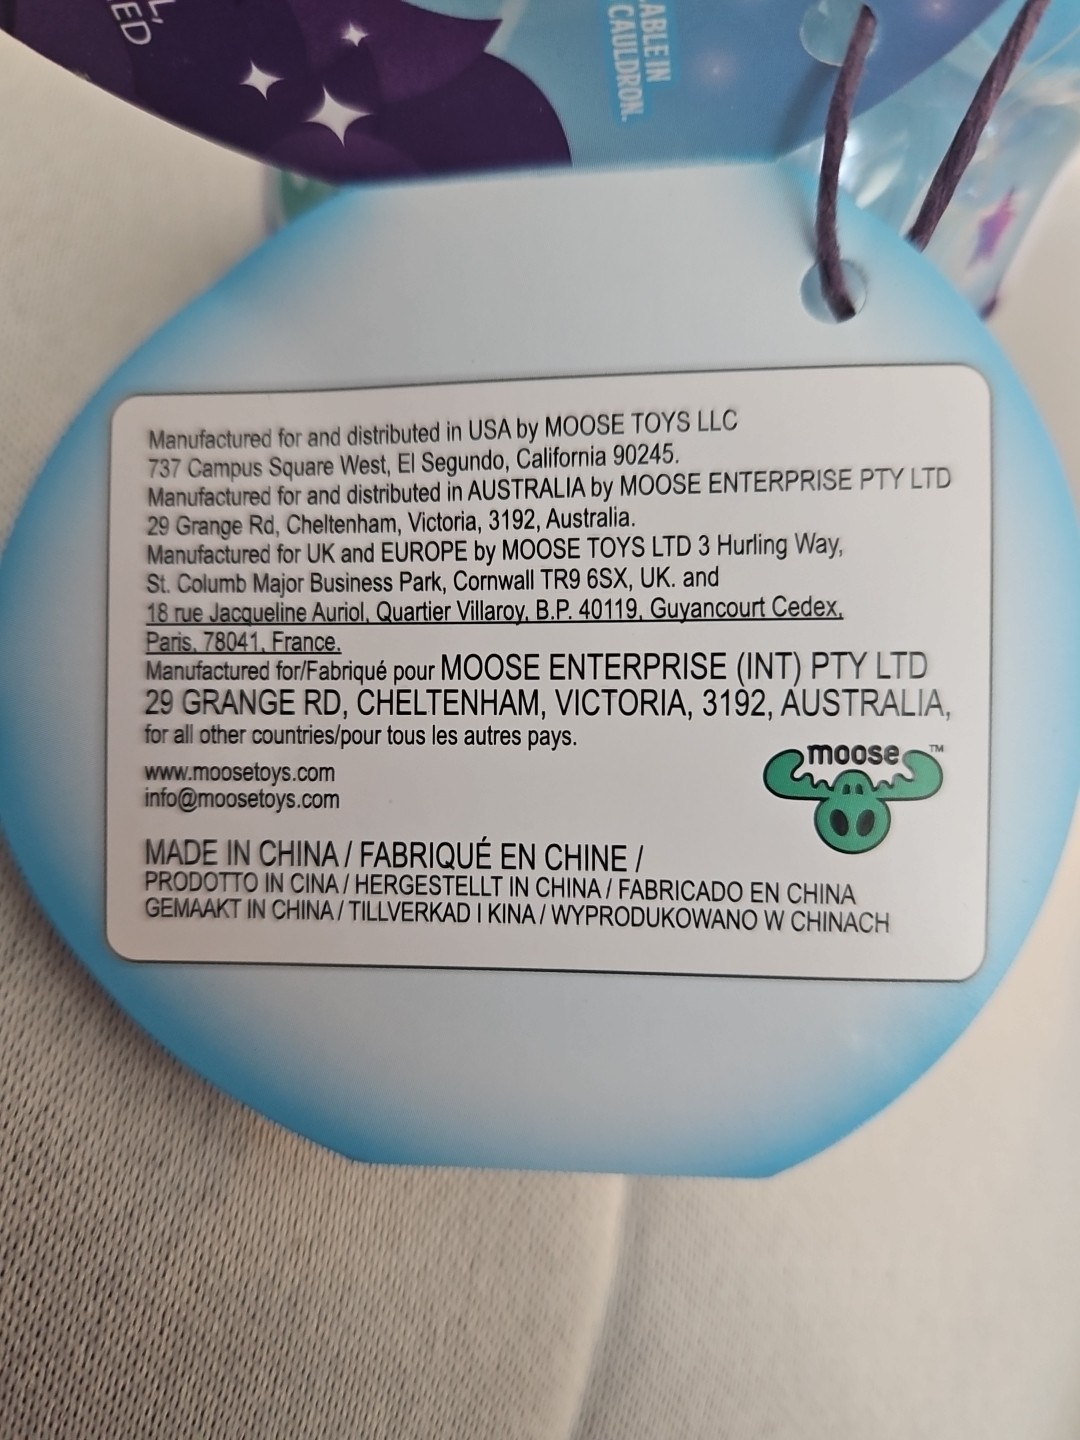 ED
ABLE IN
CAULDRON.
Manufactured for and distributed in USA by MOOSE TOYS LLC
737 Campus Square West, El Segundo, California 90245.
Manufactured for and distributed in AUSTRALIA by MOOSE ENTERPRISE PTY LTD
29 Grange Rd, Cheltenham, Victoria, 3192, Australia.
Manufactured for UK and EUROPE by MOOSE TOYS LTD 3 Hurling Way,
St. Columb Major Business Park, Cornwall TR9 6SX, UK. and
18 rue Jacqueline Auriol, Quartier Villaroy, B.P. 40119, Guyancourt Cedex,
Paris, 78041, France.
Manufactured for/Fabriqué pour MOOSE ENTERPRISE (INT) PTY LTD
29 GRANGE RD, CHELTENHAM, VICTORIA, 3192, AUSTRALIA,
for all other countries/pour tous les autres pays.
www.moosetoys.com
info@moosetoys.com
moose™
MADE IN CHINA / FABRIQUÉ EN CHINE /
PRODOTTO IN CINA / HERGESTELLT IN CHINA / FABRICADO EN CHINA
GEMAAKT IN CHINA / TILLVERKAD I KINA / WYPRODUKOWANO W CHINACH